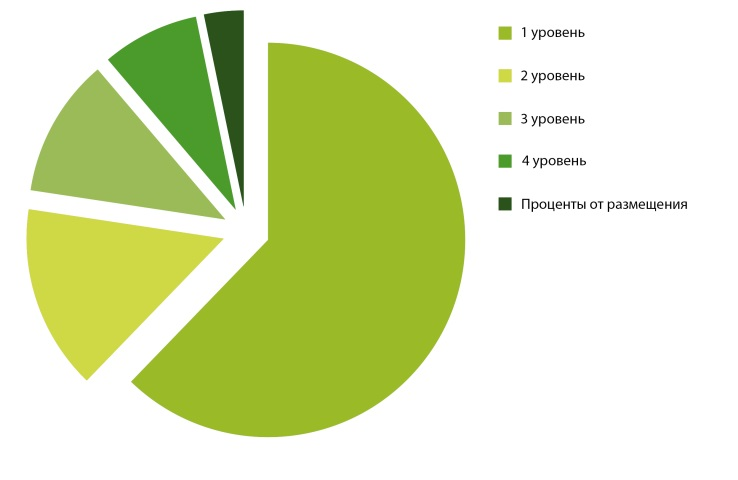 1 уровень
2 уровень
3 уровень
4 уровень
Проценты от размещения